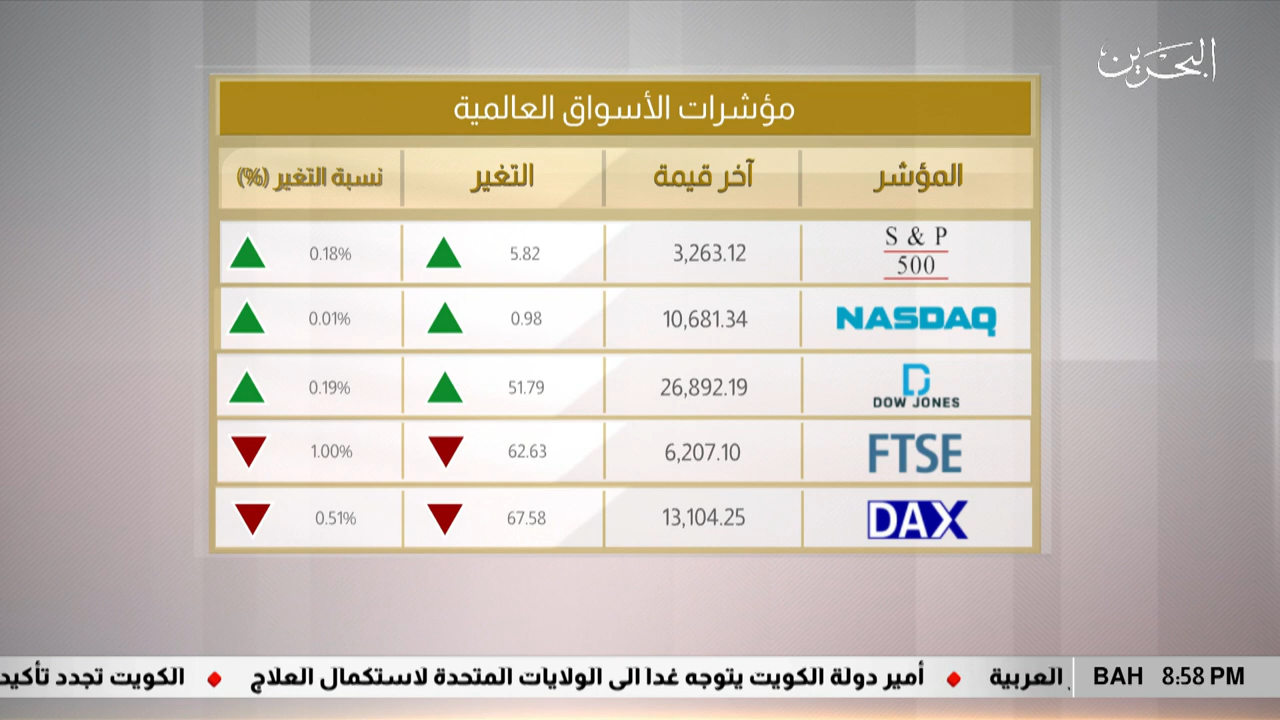 البحرين
مؤشرات الأسواق العالمية
المؤشر آخر قيمة التغير نسبة التغير (%)
S & P
500
3,263.12 5.82 0.18%
NASDAQ 10,681.34 0.98 0.01%
DOW JONES 26,892.19 51.79 0.19%
FTSE 6,207.10 62.63 1.00%
DAX 13,104.25 67.58 0.51%
العربية ♦ أمير دولة الكويت يتوجه غدا الى الولايات المتحدة لاستكمال العلاج ♦ الكويت تجدد تأكيد
BAH 8:58 PM